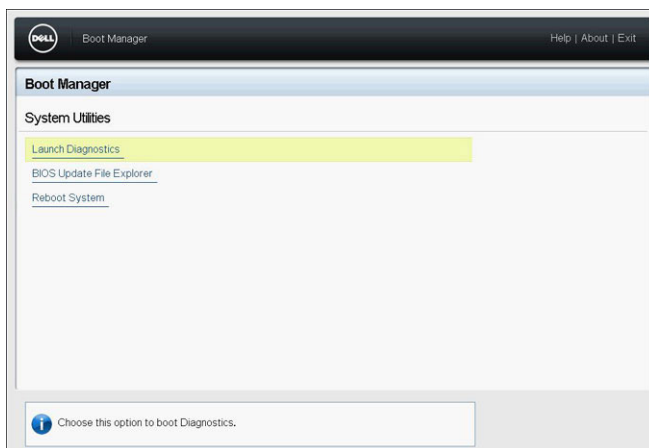 DELL
Boot Manager
Help | About | Exit
Boot Manager
System Utilities
Launch Diagnostics
BIOS Update File Explorer
Reboot System
Choose this option to boot Diagnostics.